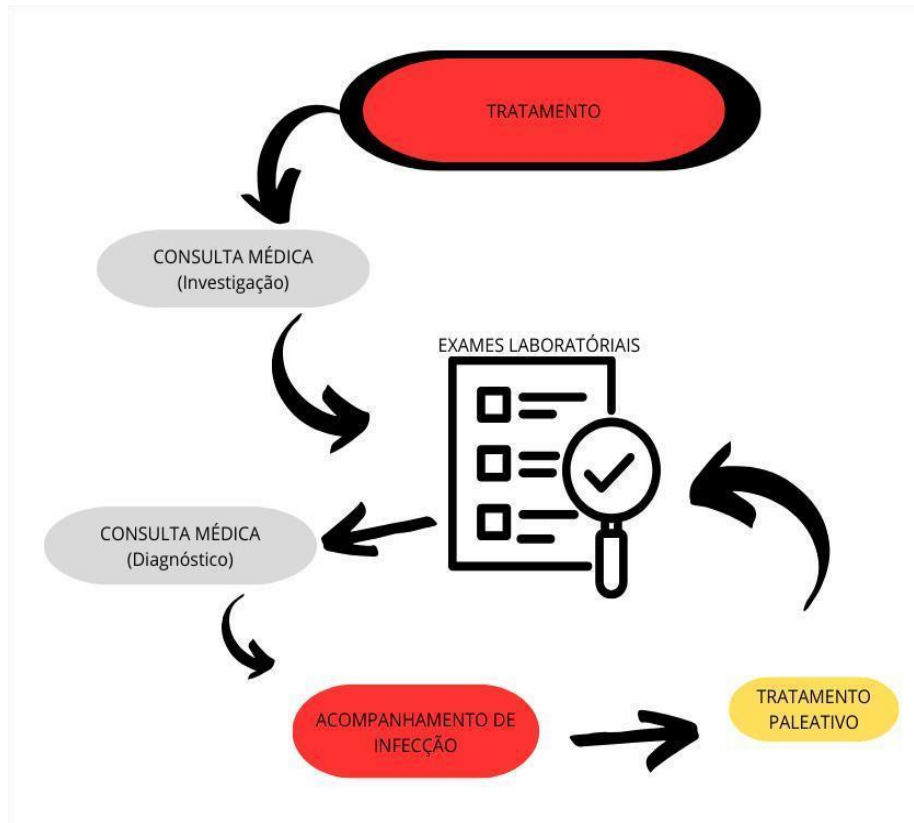 TRATAMENTO
CONSULTA MÉDICA
(Investigação)
EXAMES LABORATÓRIAIS
CONSULTA MÉDICA
(Diagnóstico)
ACOMPANHAMENTO DE
INFECÇÃO
TRATAMENTO
PALEATIVO